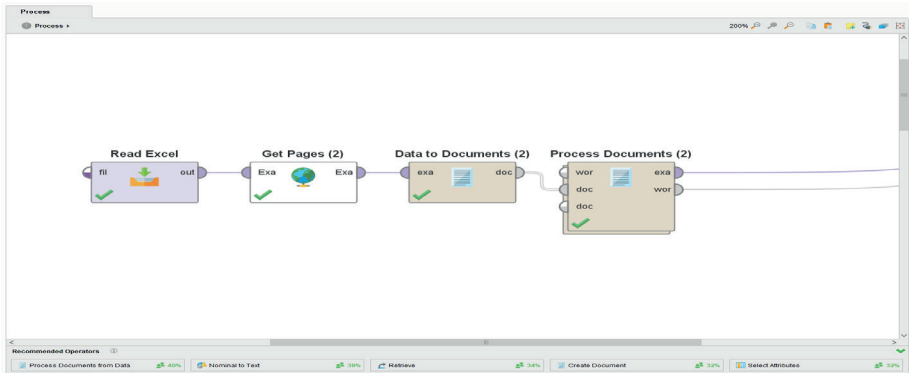 Process
Process
200%
Read Excel
fil out
Get Pages (2)
Exa Exa
Data to Documents (2)
exa doc
Process Documents (2)
wor exa
doc wor
doc
Recommended Operators
Process Documents from Data 40%
Nominal to Text 38%
Retrieve 34%
Create Document 33%
Select Attributes 33%